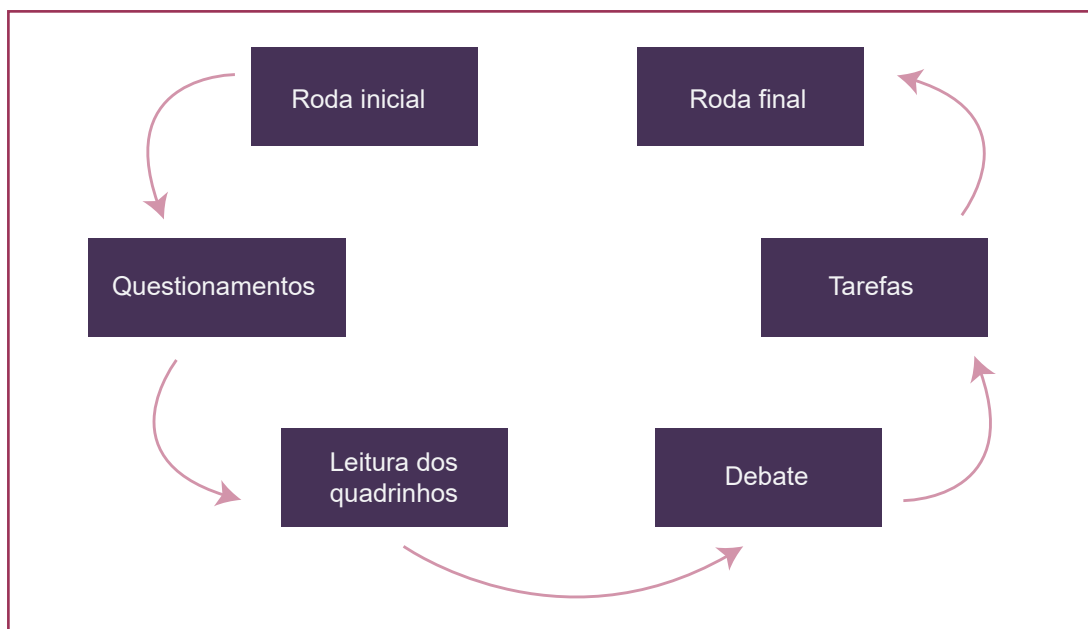 Roda inicial
Questionamentos
Leitura dos
quadrinhos
Debate
Tarefas
Roda final